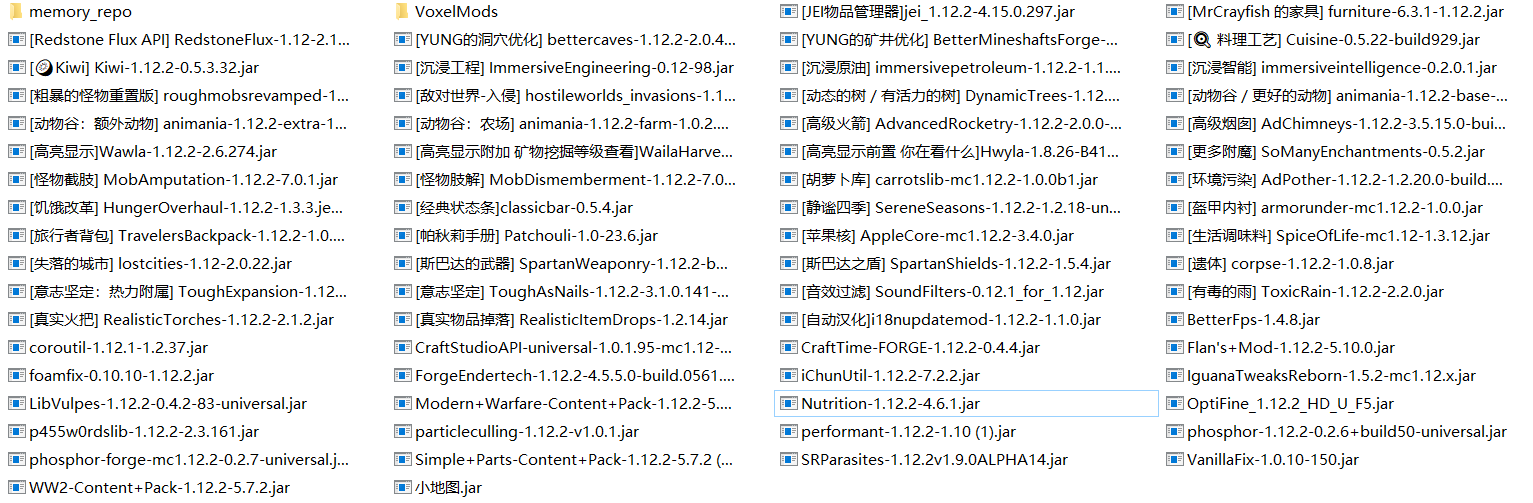 memory_repo
VoxelMods
[JEI物品管理器]jei_1.12.2-4.15.0.297.jar
[MrCrayfish 的家具] furniture-6.3.1-1.12.2.jar
[Redstone Flux API] RedstoneFlux-1.12-2.1...
[YUNG的洞穴优化] bettercaves-1.12.2-2.0.4...
[YUNG的矿井优化] BetterMineshaftsForge-...
[🔍 料理工艺] Cuisine-0.5.22-build929.jar
[🥝Kiwi] Kiwi-1.12.2-0.5.3.32.jar
[沉浸工程] ImmersiveEngineering-0.12-98.jar
[沉浸原油] immersivepetroleum-1.12.2-1.1....
[沉浸智能] immersiveintelligence-0.2.0.1.jar
[粗暴的怪物重置版] roughmobsrevamped-1...
[敌对世界-入侵] hostileworlds_invasions-1.1...
[动态的树 / 有活力的树] DynamicTrees-1.12....
[动物谷 / 更好的动物] animania-1.12.2-base-...
[动物谷：额外动物] animania-1.12.2-extra-1...
[动物谷：农场] animania-1.12.2-farm-1.0.2....
[高级火箭] AdvancedRocketry-1.12.2-2.0.0-...
[高级烟囱] AdChimneys-1.12.2-3.5.15.0-bui...
[高亮显示]Wawla-1.12.2-2.6.274.jar
[高亮显示附加 矿物挖掘等级查看]WailaHarve...
[高亮显示前置 你在看什么]Hwyla-1.8.26-B41...
[更多附魔] SoManyEnchantments-0.5.2.jar
[怪物截肢] MobAmputation-1.12.2-7.0.1.jar
[怪物肢解] MobDismemberment-1.12.2-7.0...
[胡萝卜库] carrotslib-mc1.12.2-1.0.0b1.jar
[环境污染] AdPother-1.12.2-1.2.20.0-build....
[饥饿改革] HungerOverhaul-1.12.2-1.3.3.je...
[经典状态条]classicbar-0.5.4.jar
[静谧四季] SereneSeasons-1.12.2-1.2.18-un...
[盔甲内衬] armorunder-mc1.12.2-1.0.0.jar
[旅行者背包] TravelersBackpack-1.12.2-1.0....
[帕秋莉手册] Patchouli-1.0-23.6.jar
[苹果核] AppleCore-mc1.12.2-3.4.0.jar
[生活调味料] SpiceOfLife-mc1.12-1.3.12.jar
[失落的城市] lostcities-1.12-2.0.22.jar
[斯巴达的武器] SpartanWeaponry-1.12.2-b...
[斯巴达之盾] SpartanShields-1.12.2-1.5.4.jar
[遗体] corpse-1.12.2-1.0.8.jar
[意志坚定：热力附属] ToughExpansion-1.12...
[意志坚定] ToughAsNails-1.12.2-3.1.0.141-...
[音效过滤] SoundFilters-0.12.1_for_1.12.jar
[有毒的雨] ToxicRain-1.12.2-2.2.0.jar
[真实火把] RealisticTorches-1.12.2-2.1.2.jar
[真实物品掉落] RealisticItemDrops-1.2.14.jar
[自动汉化]i18nupdatemod-1.12.2-1.1.0.jar
BetterFps-1.4.8.jar
coroutil-1.12.1-1.2.37.jar
CraftStudioAPI-universal-1.0.1.95-mc1.12-...
CraftTime-FORGE-1.12.2-0.4.4.jar
Flan's+Mod-1.12.2-5.10.0.jar
foamfix-0.10.10-1.12.2.jar
ForgeEndertech-1.12.2-4.5.5.0-build.0561....
iChunUtil-1.12.2-7.2.2.jar
IguanaTweaksReborn-1.5.2-mc1.12.x.jar
LibVulpes-1.12.2-0.4.2-83-universal.jar
Modern+Warfare-Content+Pack-1.12.2-5....
Nutrition-1.12.2-4.6.1.jar
OptiFine_1.12.2_HD_U_F5.jar
p455w0rdslib-1.12.2-2.3.161.jar
particleculling-1.12.2-v1.0.1.jar
performant-1.12.2-1.10 (1).jar
phosphor-1.12.2-0.2.6+build50-universal.jar
phosphor-forge-mc1.12.2-0.2.7-universal.j...
Simple+Parts-Content+Pack-1.12.2-5.7.2 (...
SRParasites-1.12.2v1.9.0ALPHA14.jar
VanillaFix-1.0.10-150.jar
WW2-Content+Pack-1.12.2-5.7.2.jar
小地图.jar